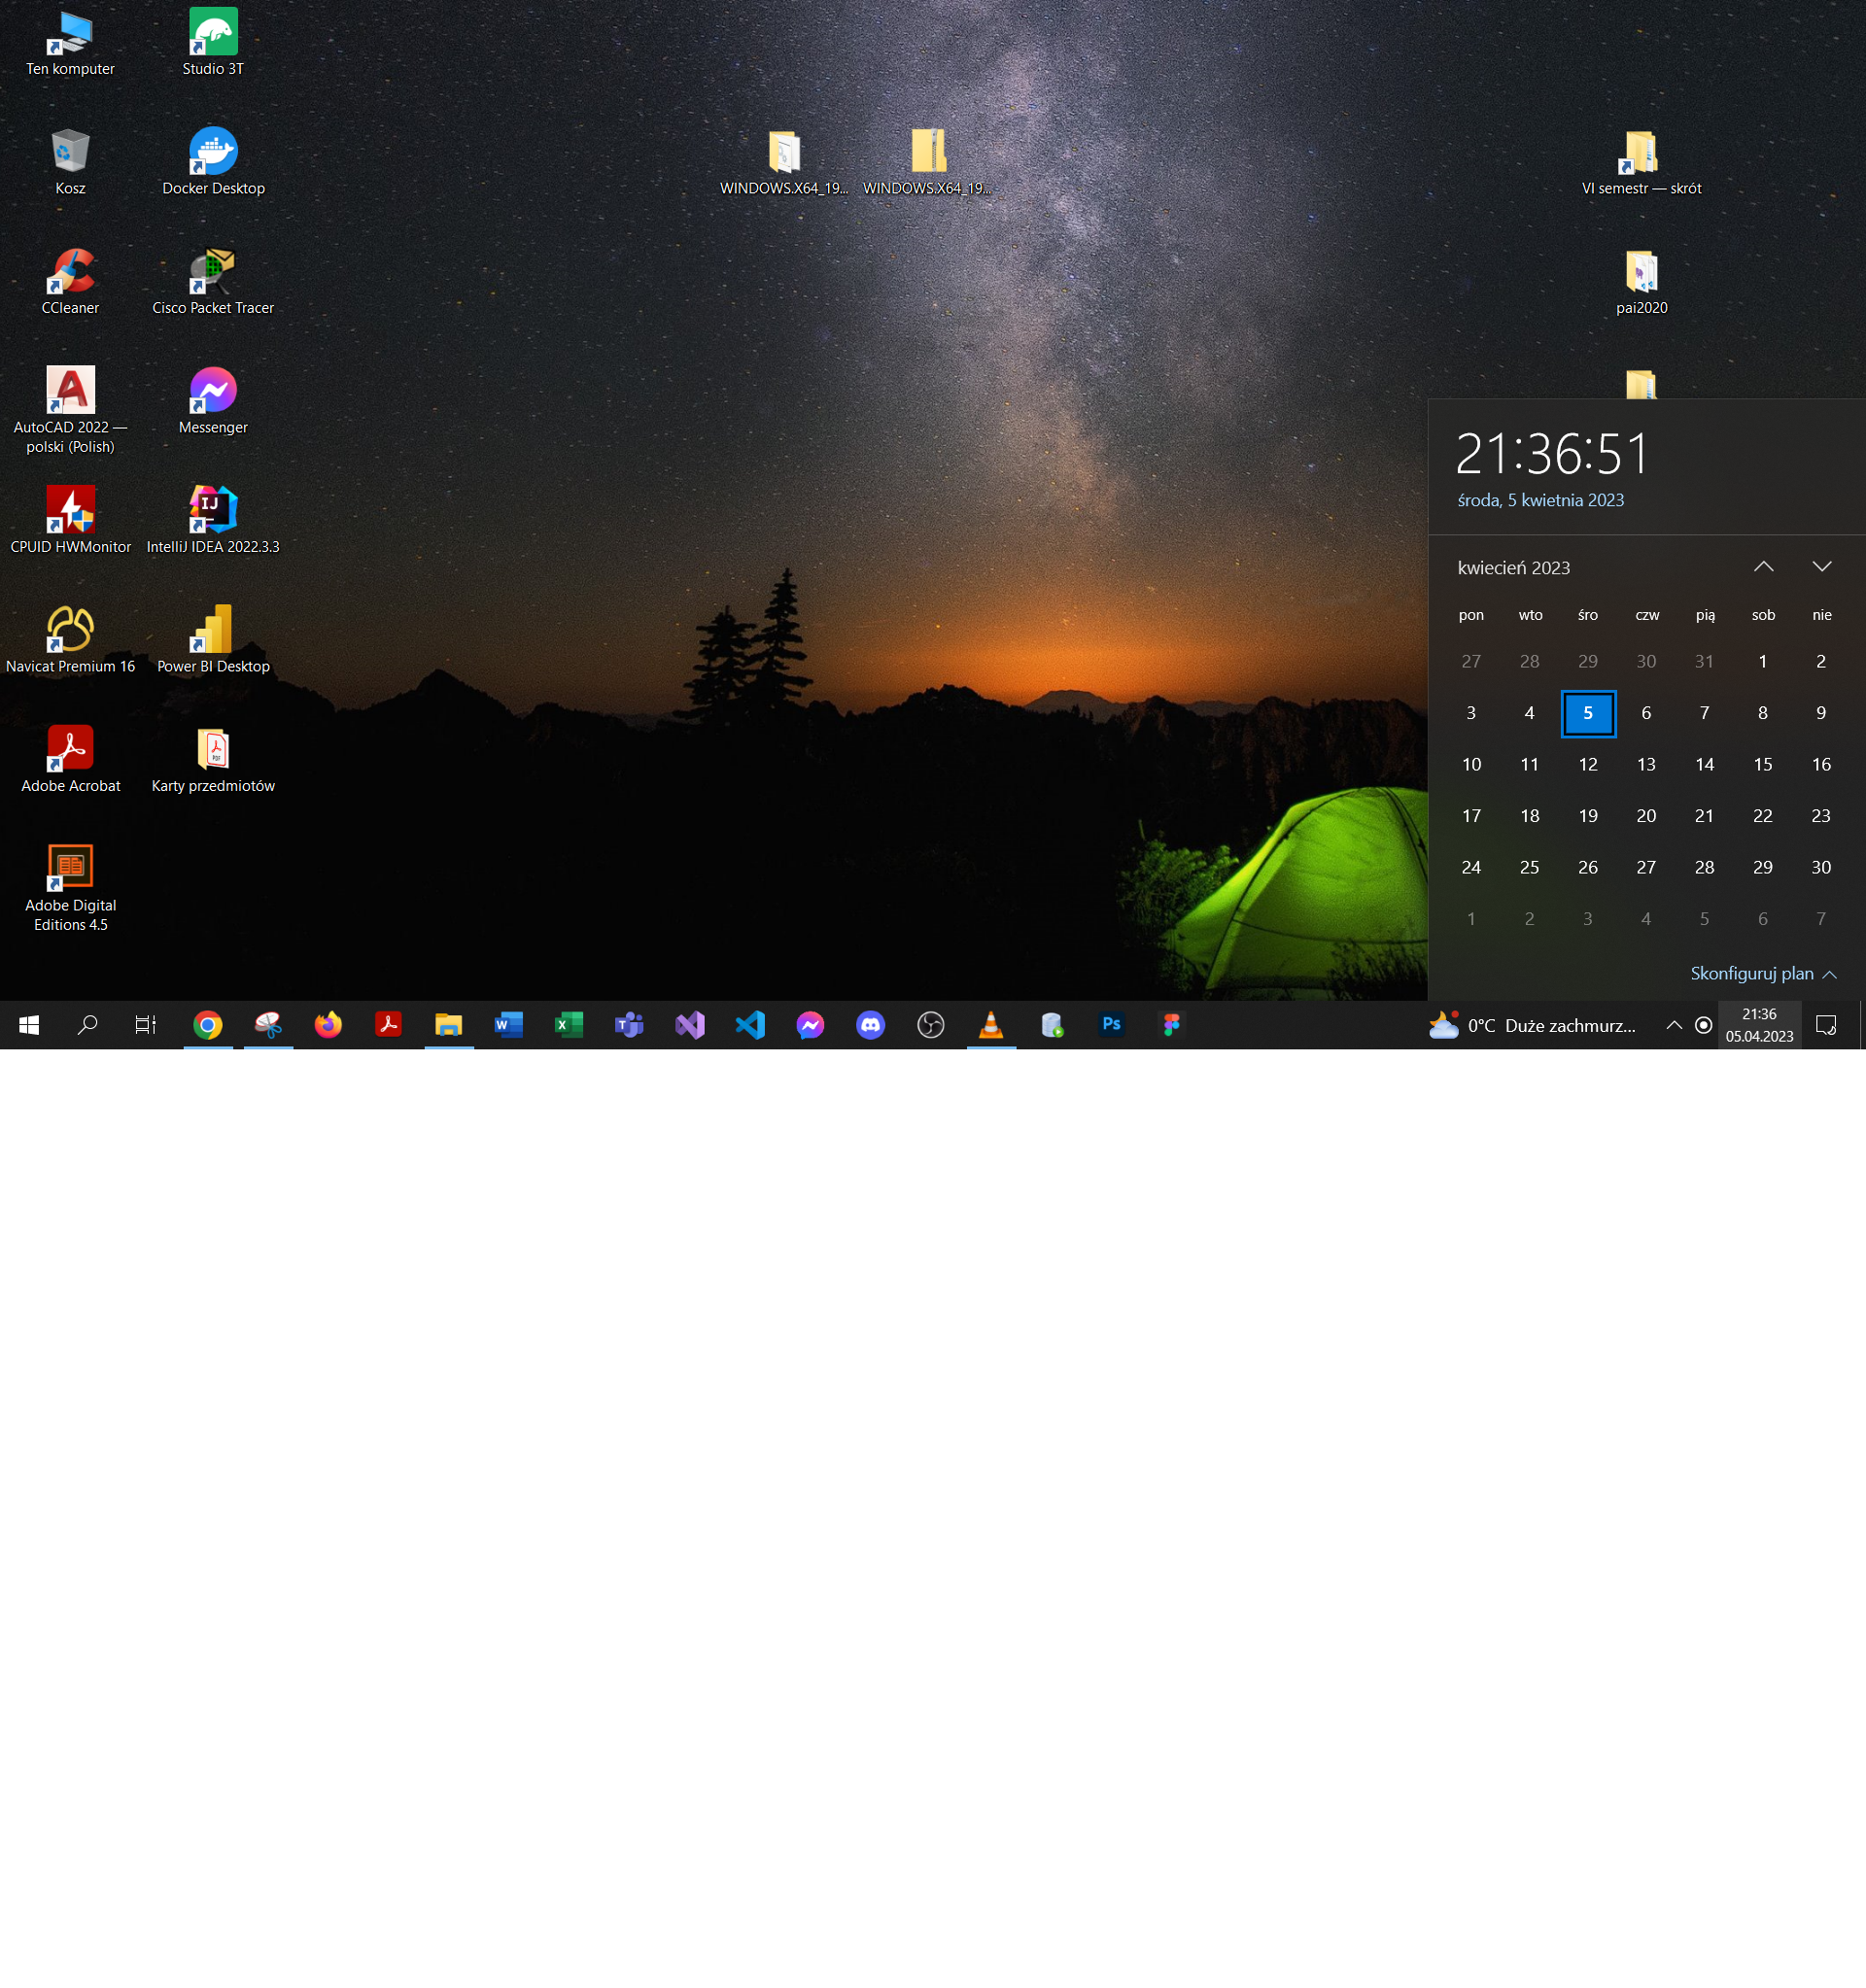 Ten komputer
Studio 3T
Kosz
Docker Desktop
WINDOWS.X64_19...
WINDOWS.X64_19...
VI semestr — skrót
CCleaner
Cisco Packet Tracer
pai2020
AutoCAD 2022 —
polski (Polish)
Messenger
CPUID HWMonitor
IJ
IntelliJ IDEA 2022.3.3
Navicat Premium 16
Power BI Desktop
Adobe Acrobat
PDF
Karty przedmiotów
Adobe Digital
Editions 4.5
21:36:51
środa, 5 kwietnia 2023
kwiecień 2023
pon wto śro czw pią sob nie
27 28 29 30 31 1 2
3 4 5 6 7 8 9
10 11 12 13 14 15 16
17 18 19 20 21 22 23
24 25 26 27 28 29 30
1 2 3 4 5 6 7
Skonfiguruj plan
W
X
T
Ps
0°C Duże zachmurz...
21:36
05.04.2023